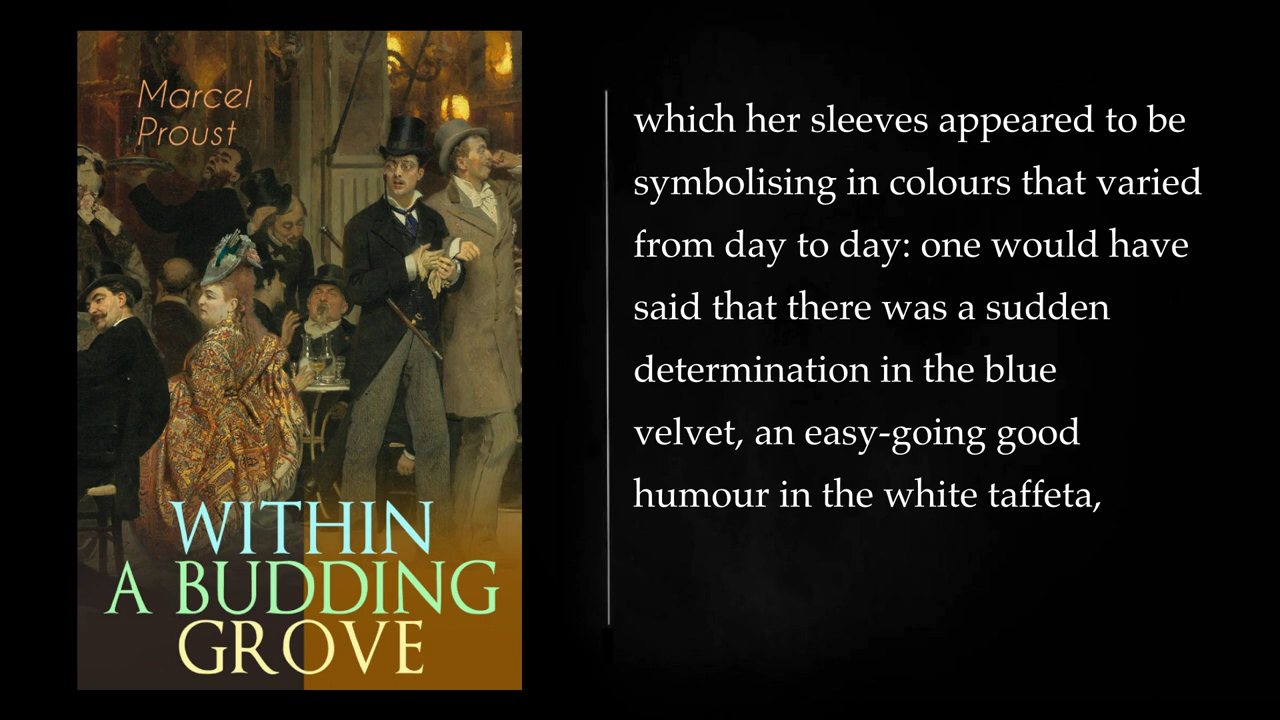 Marcel
Proust
WITHIN
A BUDDING
GROVE
which her sleeves appeared to be
symbolising in colours that varied
from day to day: one would have
said that there was a sudden
determination in the blue
velvet, an easy-going good
humour in the white taffeta,